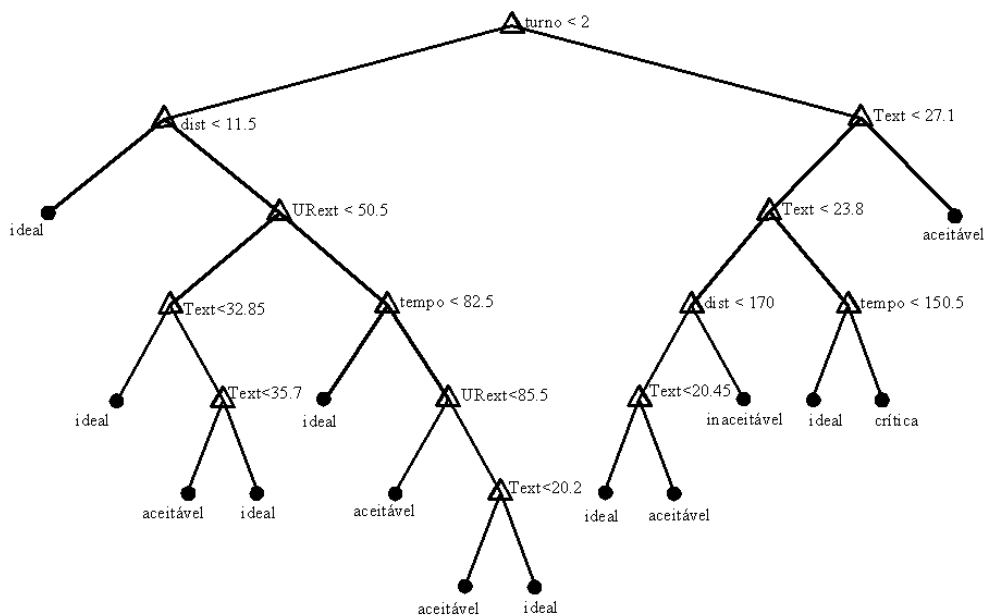 turno < 2
dist < 11.5
Text < 27.1
ideal
URext < 50.5
Text < 23.8
aceitável
Text<32.85
tempo < 82.5
dist < 170
tempo < 150.5
ideal
Text<35.7
ideal
URext<85.5
Text<20.45
inaceitável
ideal
crítica
aceitável
ideal
aceitável
Text<20.2
ideal
aceitável
aceitável
ideal